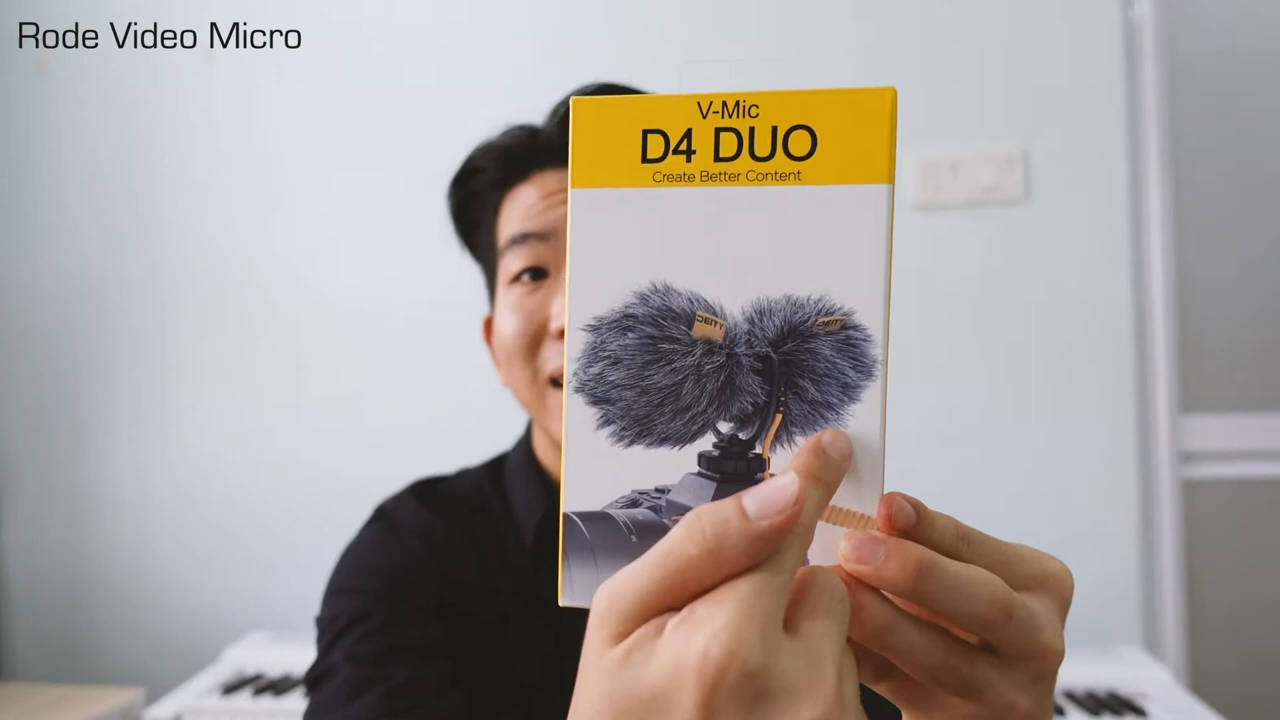 Rode Video Micro
V-Mic
D4 DUO
Create Better Content
DEITY
DEITY